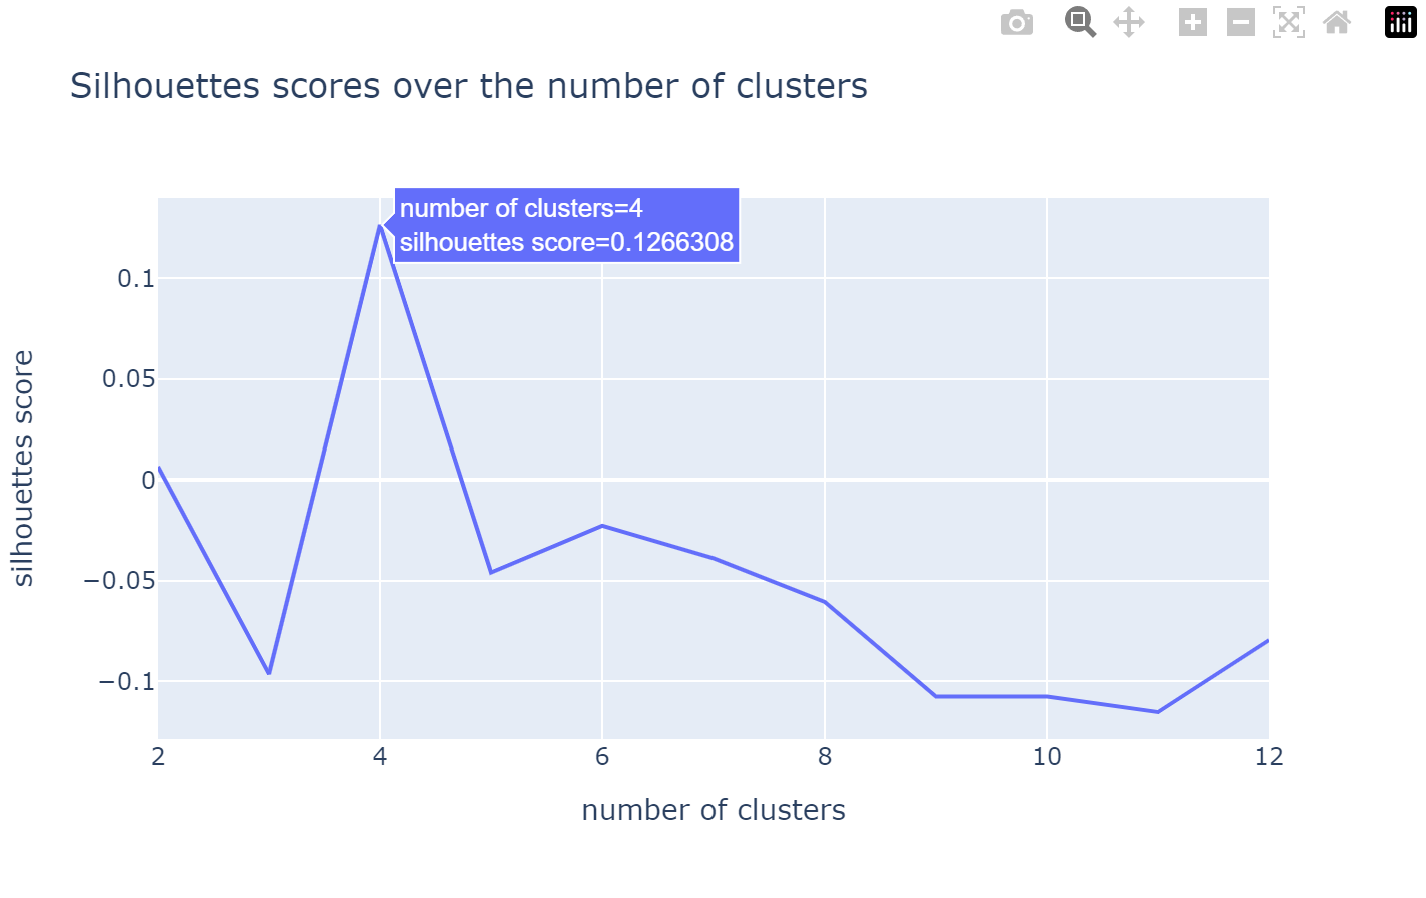 Silhouettes scores over the number of clusters
number of clusters=4
silhouettes score=0.1266308
0.1
0.05
0
−0.05
−0.1
silhouettes score
2 4 6 8 10 12
number of clusters